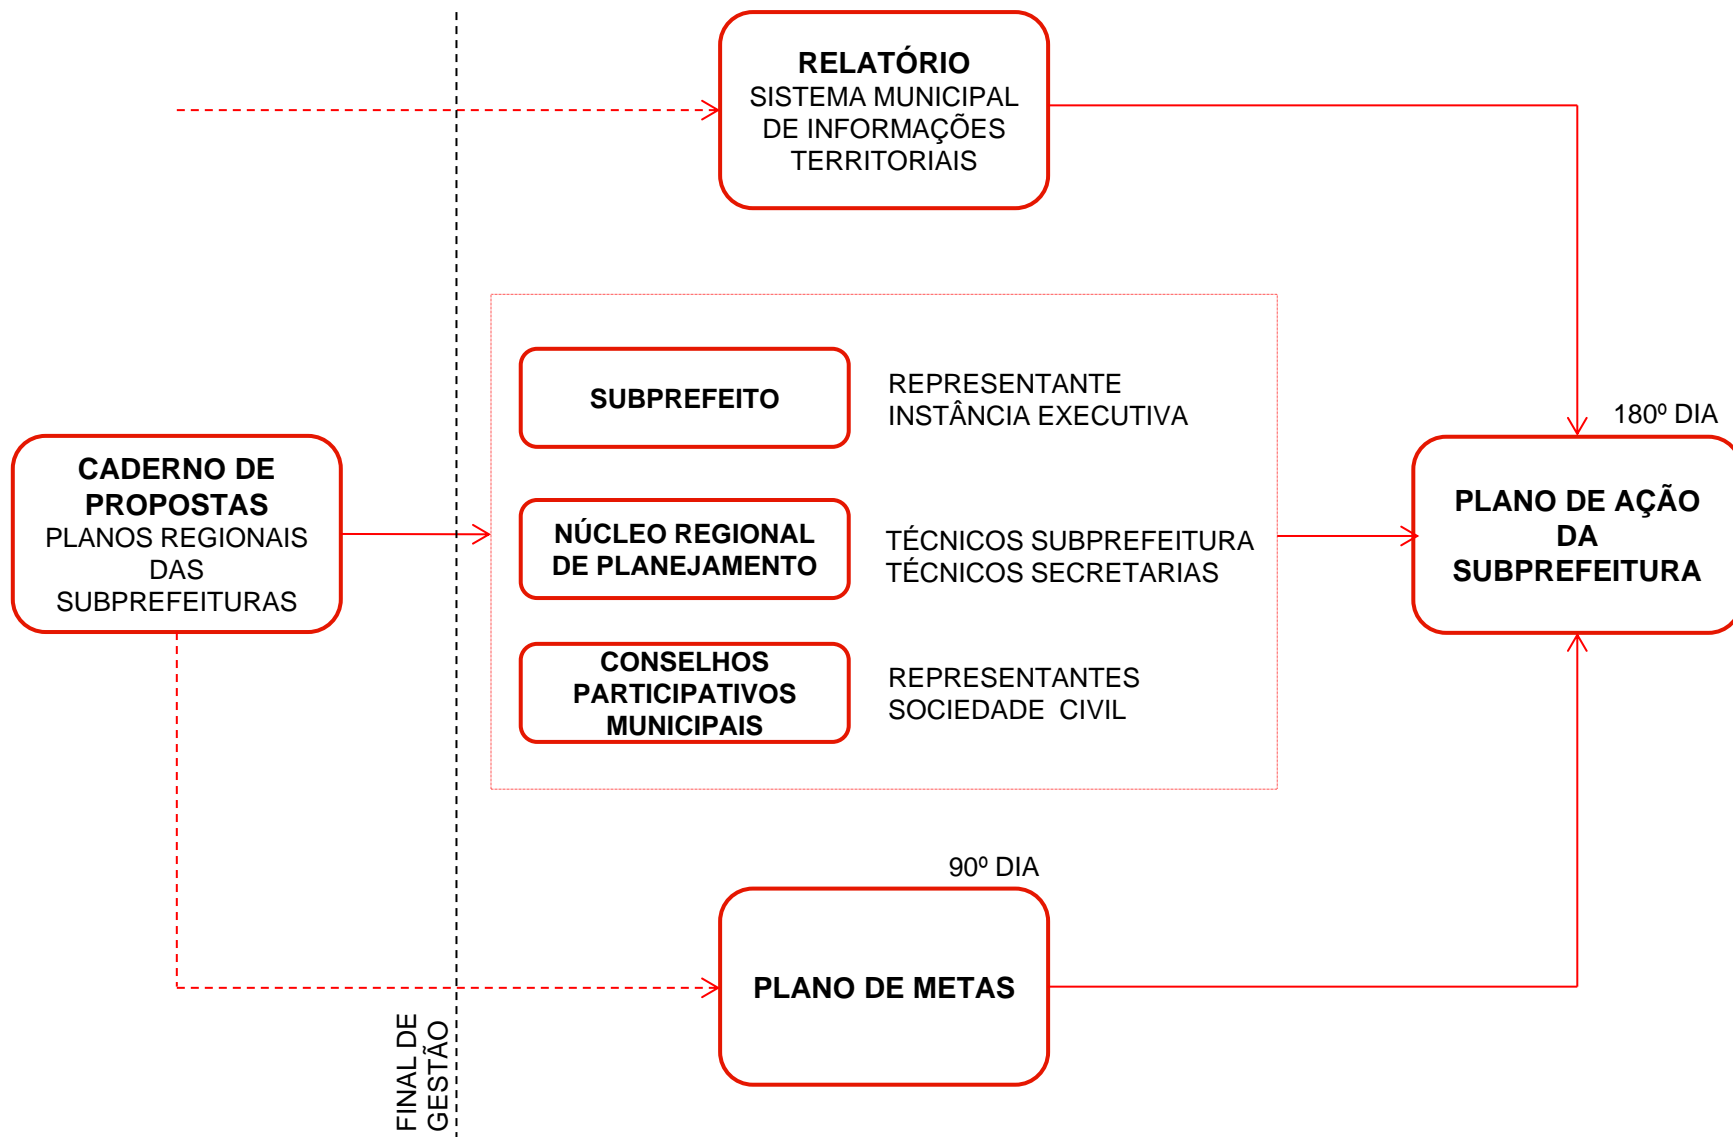 RELATÓRIO
SISTEMA MUNICIPAL
DE INFORMAÇÕES
TERRITORIAIS
SUBPREFEITO
REPRESENTANTE
INSTÂNCIA EXECUTIVA
180º DIA
CADERNO DE
PROPOSTAS
PLANOS REGIONAIS
DAS
SUBPREFEITURAS
NÚCLEO REGIONAL
DE PLANEJAMENTO
TÉCNICOS SUBPREFEITURA
TÉCNICOS SECRETARIAS
PLANO DE AÇÃO
DA
SUBPREFEITURA
CONSELHOS
PARTICIPATIVOS
MUNICIPAIS
REPRESENTANTES
SOCIEDADE  CIVIL
90º DIA
PLANO DE METAS
FINAL DE
GESTÃO